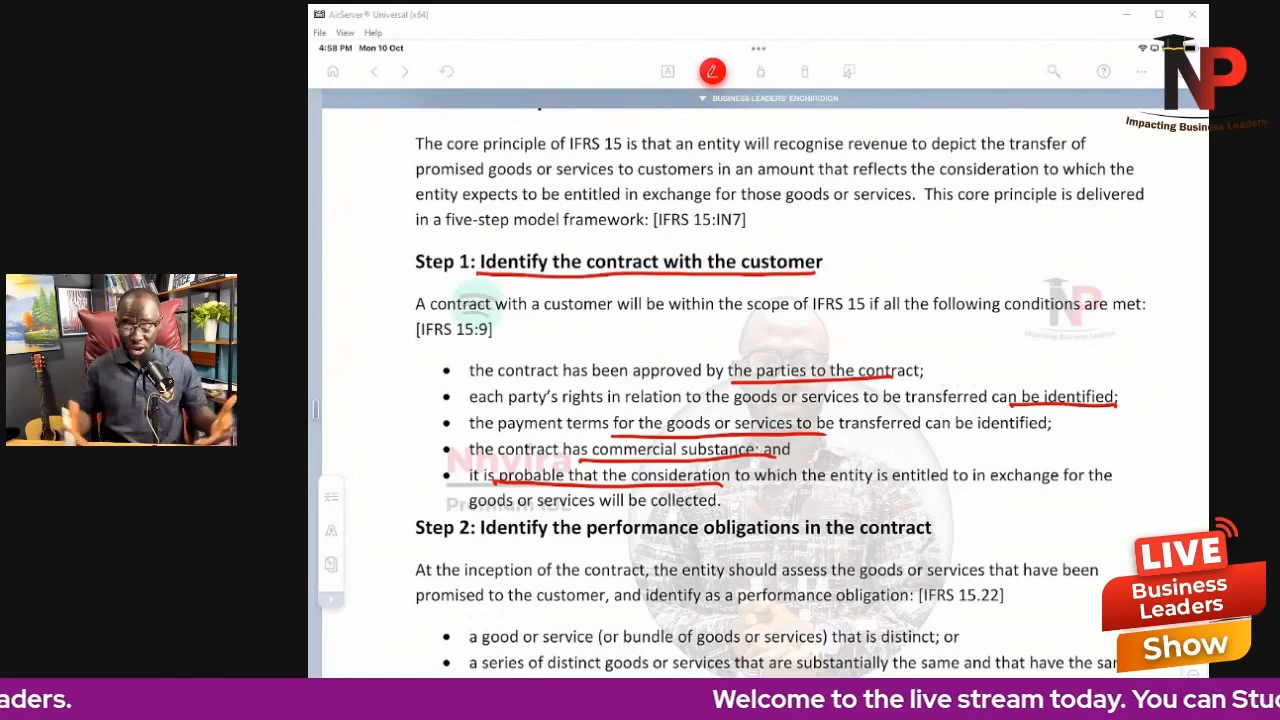 AirServer® Universal (x64)
File View Help
4:58 PM Mon 10 Oct
BUSINESS LEADERS' ENCHIRIDION
NP
Impacting Business Leaders
The core principle of IFRS 15 is that an entity will recognise revenue to depict the transfer of
promised goods or services to customers in an amount that reflects the consideration to which the
entity expects to be entitled in exchange for those goods or services. This core principle is delivered
in a five-step model framework: [IFRS 15:IN7]
Step 1: Identify the contract with the customer
A contract with a customer will be within the scope of IFRS 15 if all the following conditions are met:
[IFRS 15:9]
NP
Impacting Business Leaders
• the contract has been approved by the parties to the contract;
• each party's rights in relation to the goods or services to be transferred can be identified;
• the payment terms for the goods or services to be transferred can be identified;
• the contract has commercial substance; and
• it is probable that the consideration to which the entity is entitled to in exchange for the
goods or services will be collected.
Nhyira
Premium IDL
Step 2: Identify the performance obligations in the contract
At the inception of the contract, the entity should assess the goods or services that have been
promised to the customer, and identify as a performance obligation: [IFRS 15.22]
• a good or service (or bundle of goods or services) that is distinct; or
• a series of distinct goods or services that are substantially the same and that have the
LIVE
Business
Leaders
Show
aders. Welcome to the live stream today. You can Stu